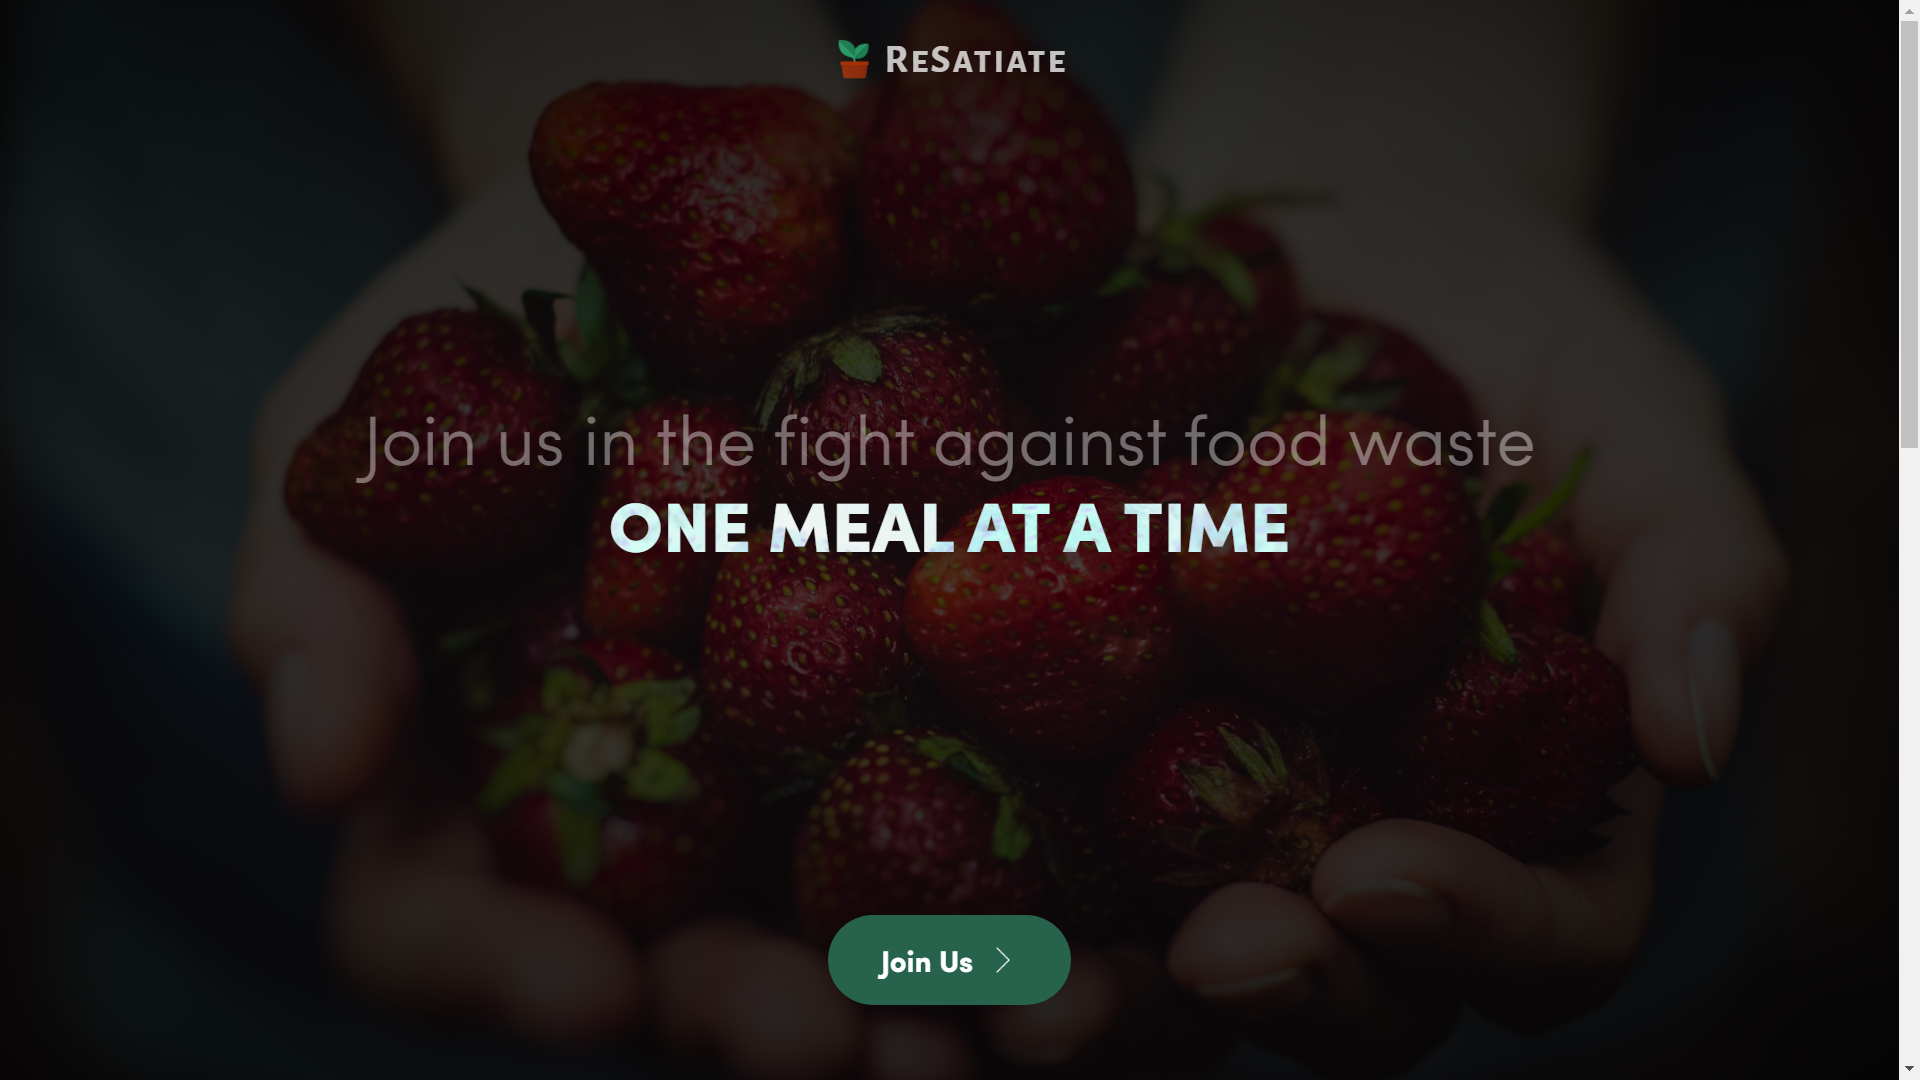 ReSatiate
Join us in the fight against food waste
ONE MEAL AT A TIME
Join Us